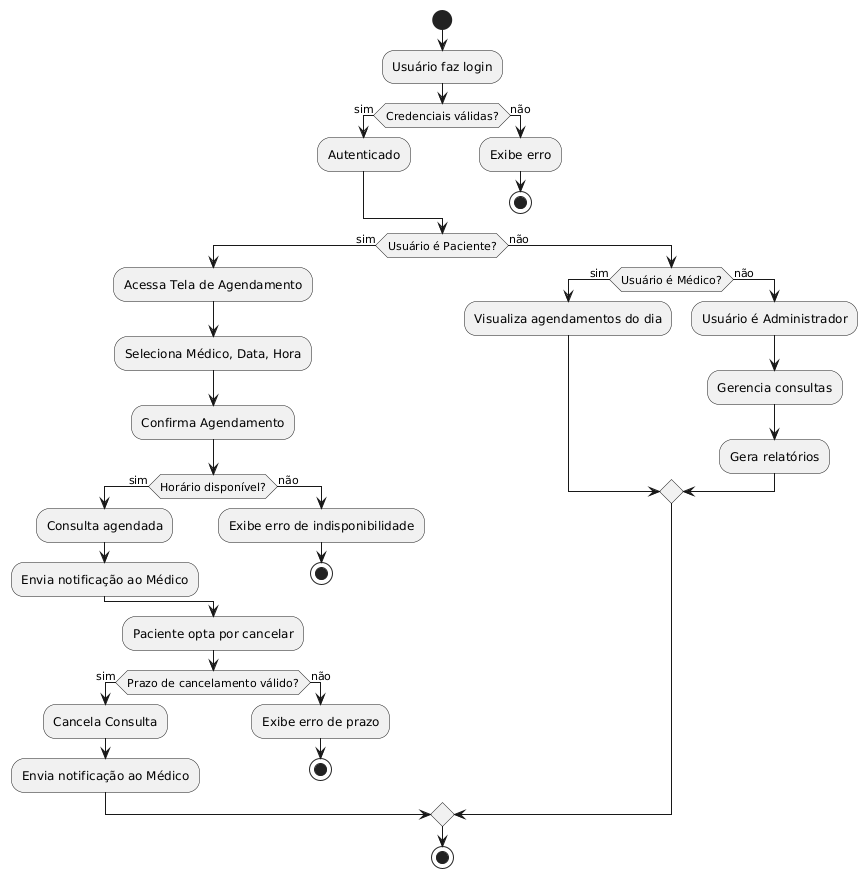 Usuário faz login
sim
Credenciais válidas?
não
Autenticado
Exibe erro
sim
Usuário é Paciente?
não
Acessa Tela de Agendamento
sim
Usuário é Médico?
não
Seleciona Médico, Data, Hora
Visualiza agendamentos do dia
Usuário é Administrador
Confirma Agendamento
Gerencia consultas
Gera relatórios
sim
Horário disponível?
não
Consulta agendada
Exibe erro de indisponibilidade
Envia notificação ao Médico
Paciente opta por cancelar
sim
Prazo de cancelamento válido?
não
Cancela Consulta
Exibe erro de prazo
Envia notificação ao Médico